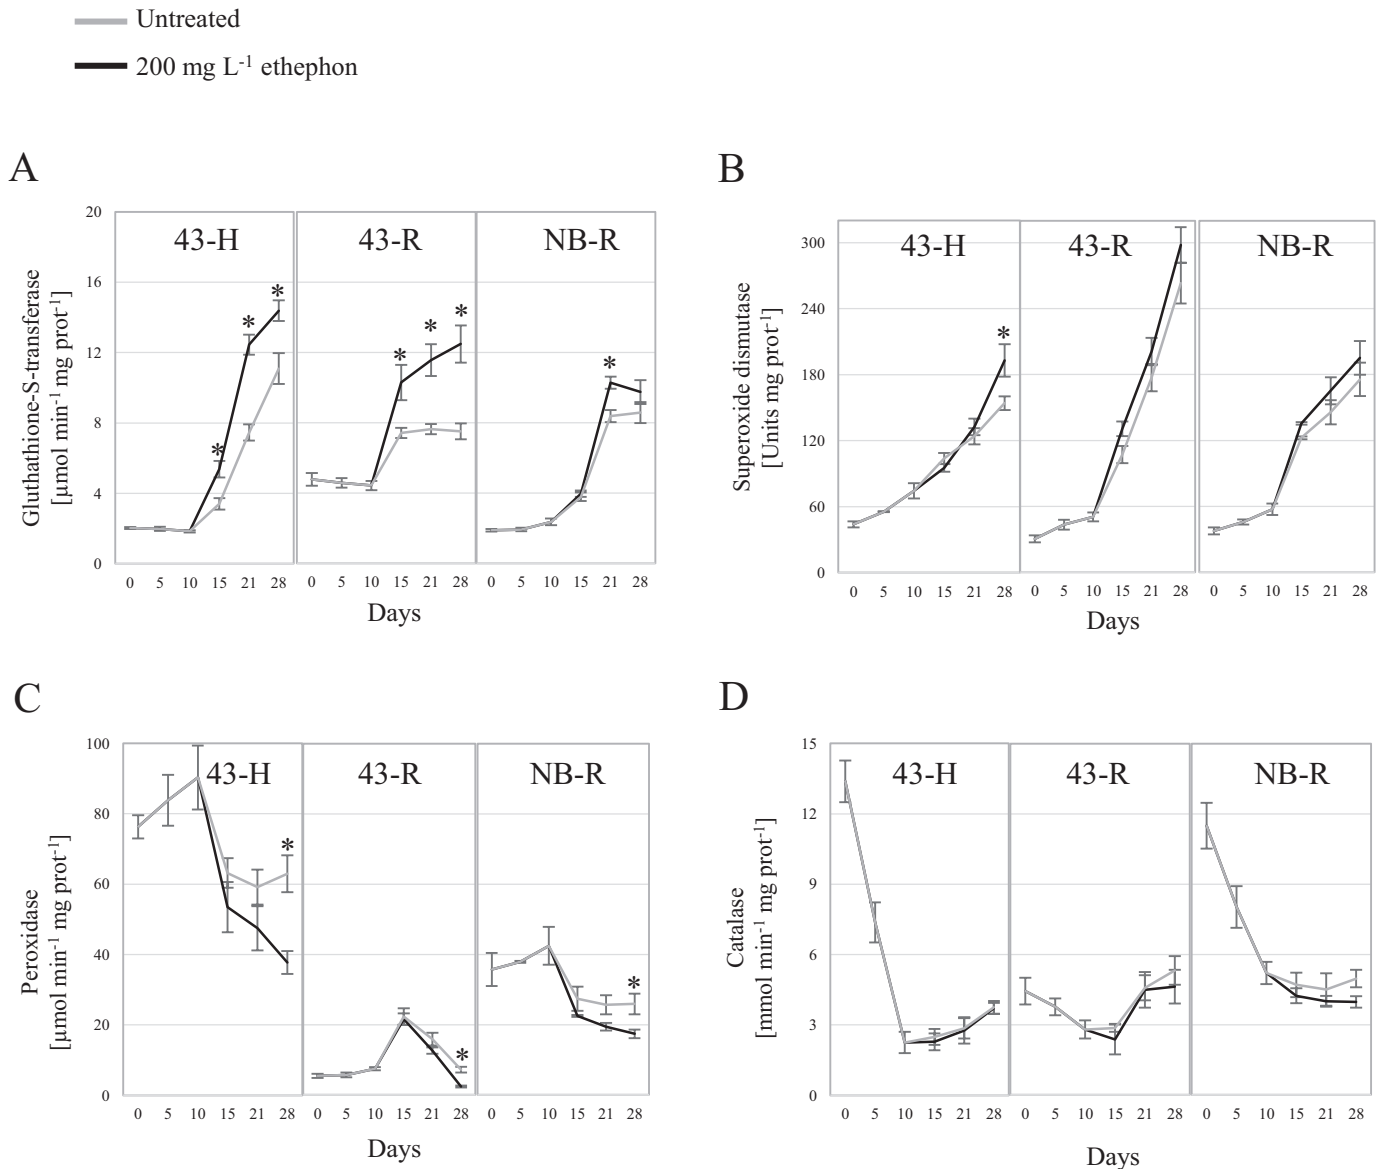 Untreated
200 mg L-1 ethephon
A
B
43-H
43-R
NB-R
Gluthathione-S-transferase
[µmol min-1 mg prot-1]
20
16
12
8
4
0
* * * * * * *
0 5 10 15 21 28 0 5 10 15 21 28 0 5 10 15 21 28
Days
43-H
43-R
NB-R
Superoxide dismutase
[Units mg prot-1]
300
240
180
120
60
0
*
0 5 10 15 21 28 0 5 10 15 21 28 0 5 10 15 21 28
Days
C
D
43-H
43-R
NB-R
Peroxidase
[µmol min-1 mg prot-1]
100
80
60
40
20
0
* * *
0 5 10 15 21 28 0 5 10 15 21 28 0 5 10 15 21 28
Days
43-H
43-R
NB-R
Catalase
[mmol min-1 mg prot-1]
15
12
9
6
3
0
0 5 10 15 21 28 0 5 10 15 21 28 0 5 10 15 21 28
Days